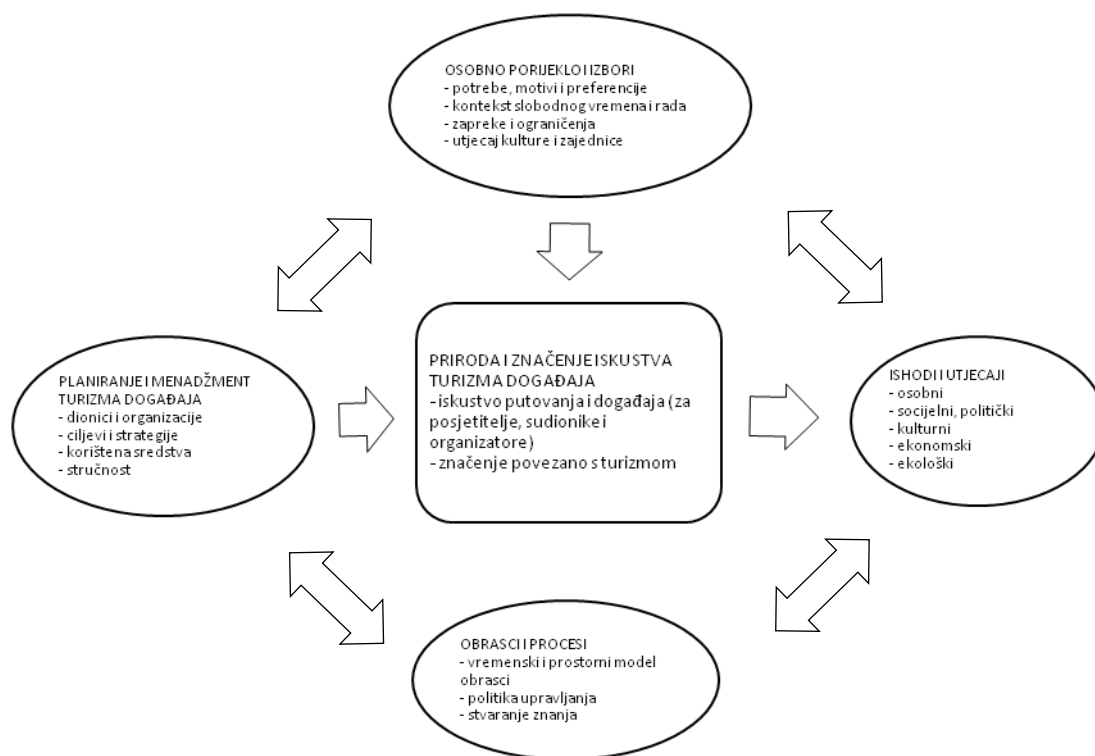 OSOBNO PORIJEKLO I IZBORI
- potrebe, motivi i preferencije
- kontekst slobodnog vremena i rada
- zapreke i ograničenja
- utjecaj kulture i zajednice
PLANIRANJE I MENADŽMENT
TURIZMA DOGAĐAJA
- dionici i organizacije
- ciljevi i strategije
- korištena sredstva
- stručnost
PRIRODA I ZNAČENJE ISKUSTVA
TURIZMA DOGAĐAJA
-iskustvo putovanja i događaja (za
posjetitelje, sudionike i
organizatore)
-značenje povezano s turizmom
ISHODI I UTJECAJI
- osobni
- socijelni, politički
- kulturni
- ekonomski
- ekološki
OBRASCI I PROCESI
- vremenski i prostorni model
obrasci
- politika upravljanja
- stvaranje znanja